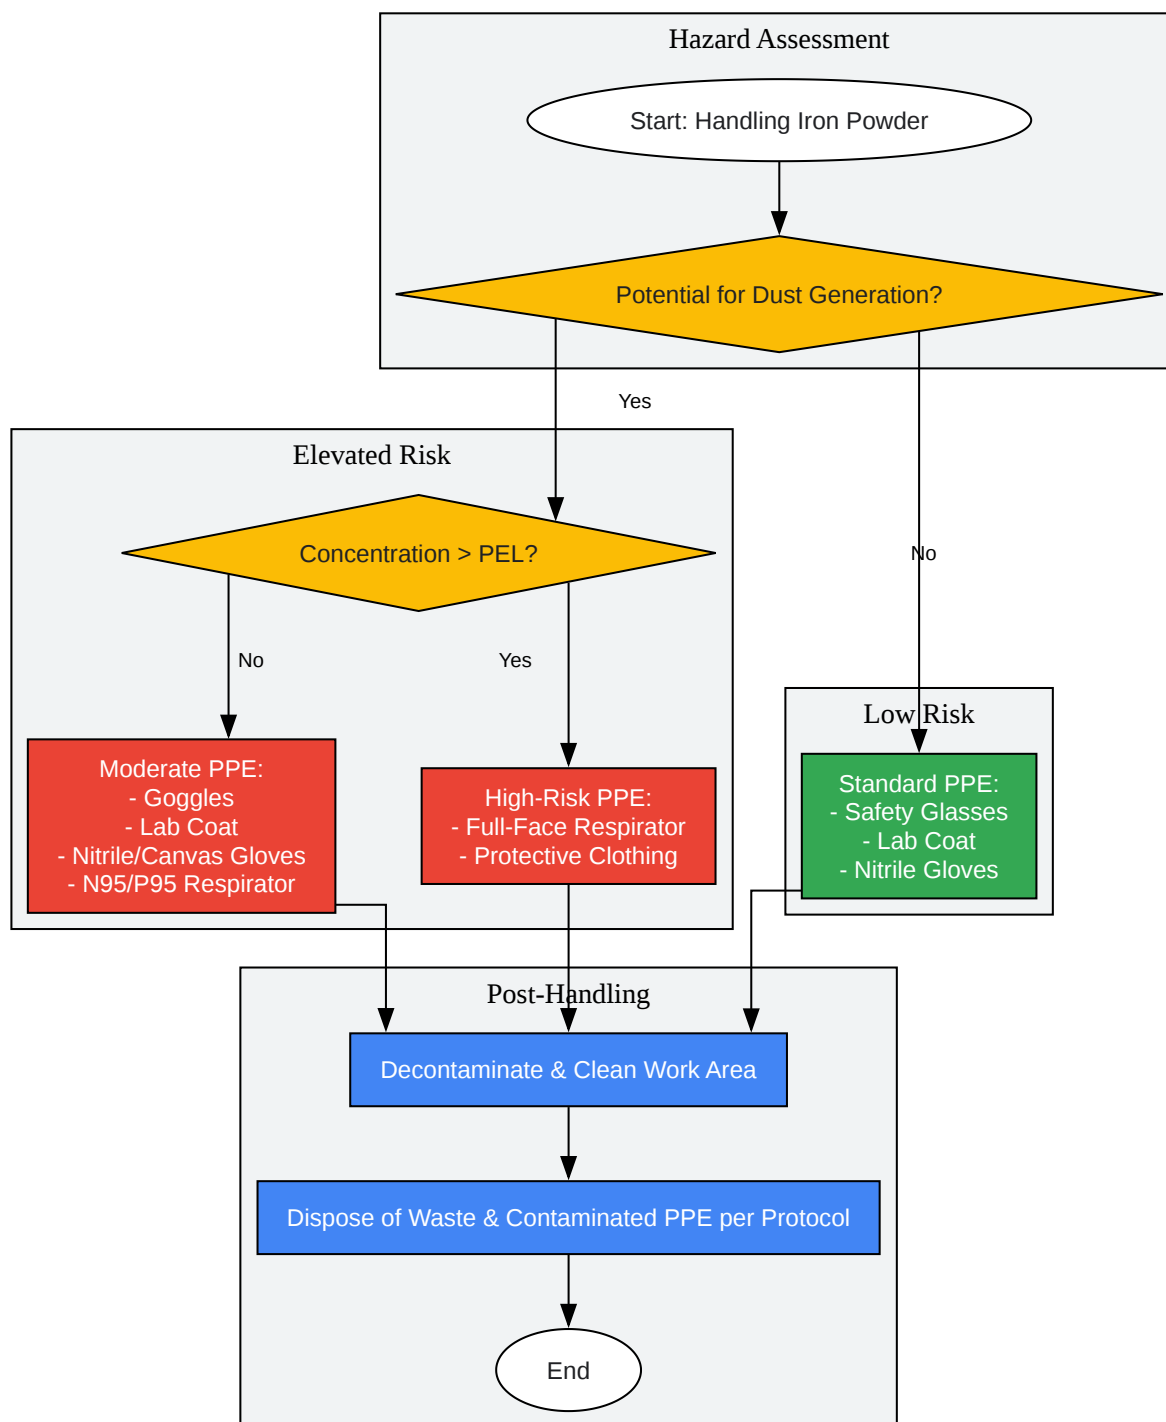 Hazard Assessment
Start: Handling Iron Powder
Potential for Dust Generation?
Yes
Elevated Risk
Concentration > PEL?
No
No
Yes
Low Risk
Moderate PPE:
- Goggles
- Lab Coat
- Nitrile/Canvas Gloves
- N95/P95 Respirator
High-Risk PPE:
- Full-Face Respirator
- Protective Clothing
Standard PPE:
- Safety Glasses
- Lab Coat
- Nitrile Gloves
Post-Handling
Decontaminate & Clean Work Area
Dispose of Waste & Contaminated PPE per Protocol
End